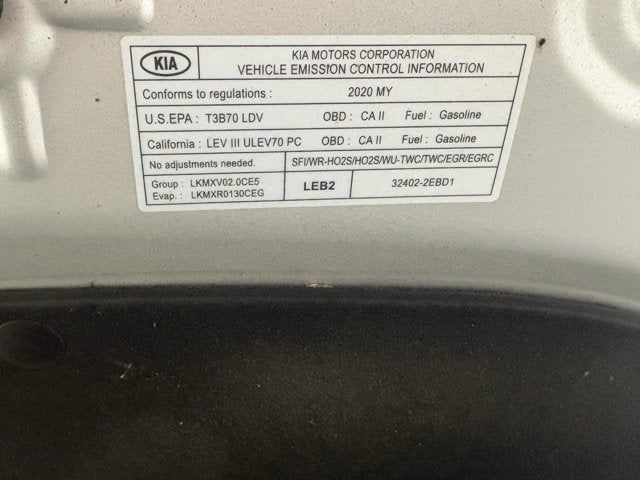 KIA
KIA MOTORS CORPORATION
VEHICLE EMISSION CONTROL INFORMATION
Conforms to regulations : 2020 MY
U.S.EPA : T3B70 LDV OBD : CA II Fuel : Gasoline
California : LEV III ULEV70 PC OBD : CA II Fuel : Gasoline
No adjustments needed. SFI/WR-HO2S/HO2S/WU-TWC/TWC/EGR/EGRC
Group : LKMXV02.0CE5
Evap. : LKMXR0130CEG
LEB2 32402-2EBD1